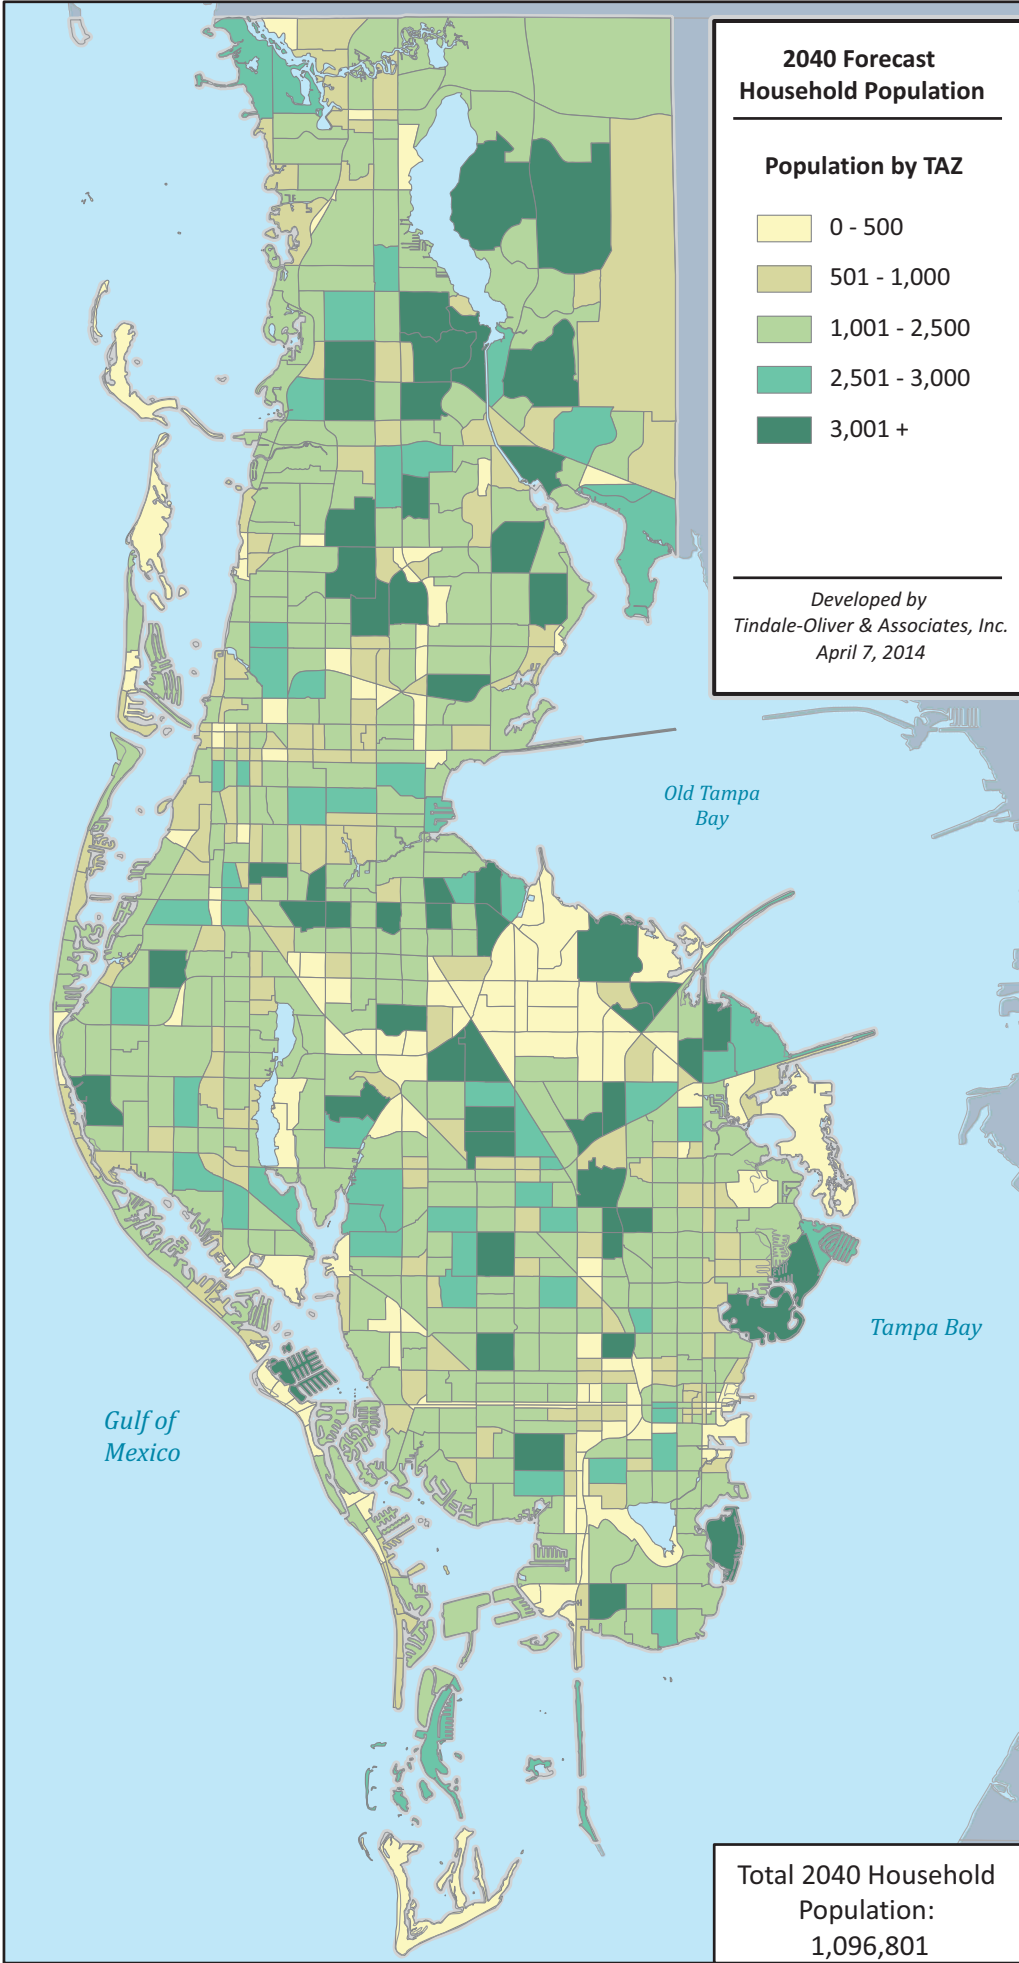 2040 Forecast
Household Population
Population by TAZ
0 - 500
501 - 1,000
1,001 - 2,500
2,501 - 3,000
3,001 +
Developed by
Tindale-Oliver & Associates, Inc.
April 7, 2014
Old Tampa
Bay
Tampa Bay
Gulf of
Mexico
Total 2040 Household
Population:
1,096,801